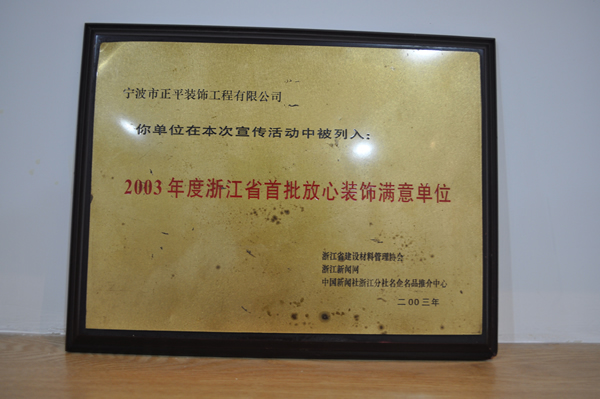 宁波市正平装饰工程有限公司
你单位在本次宣传活动中被列入：
2003年度浙江省首批放心装饰满意单位
浙江省建设材料管理协会
浙江新闻网
中国新闻社浙江分社名企名品推介中心
二00三年